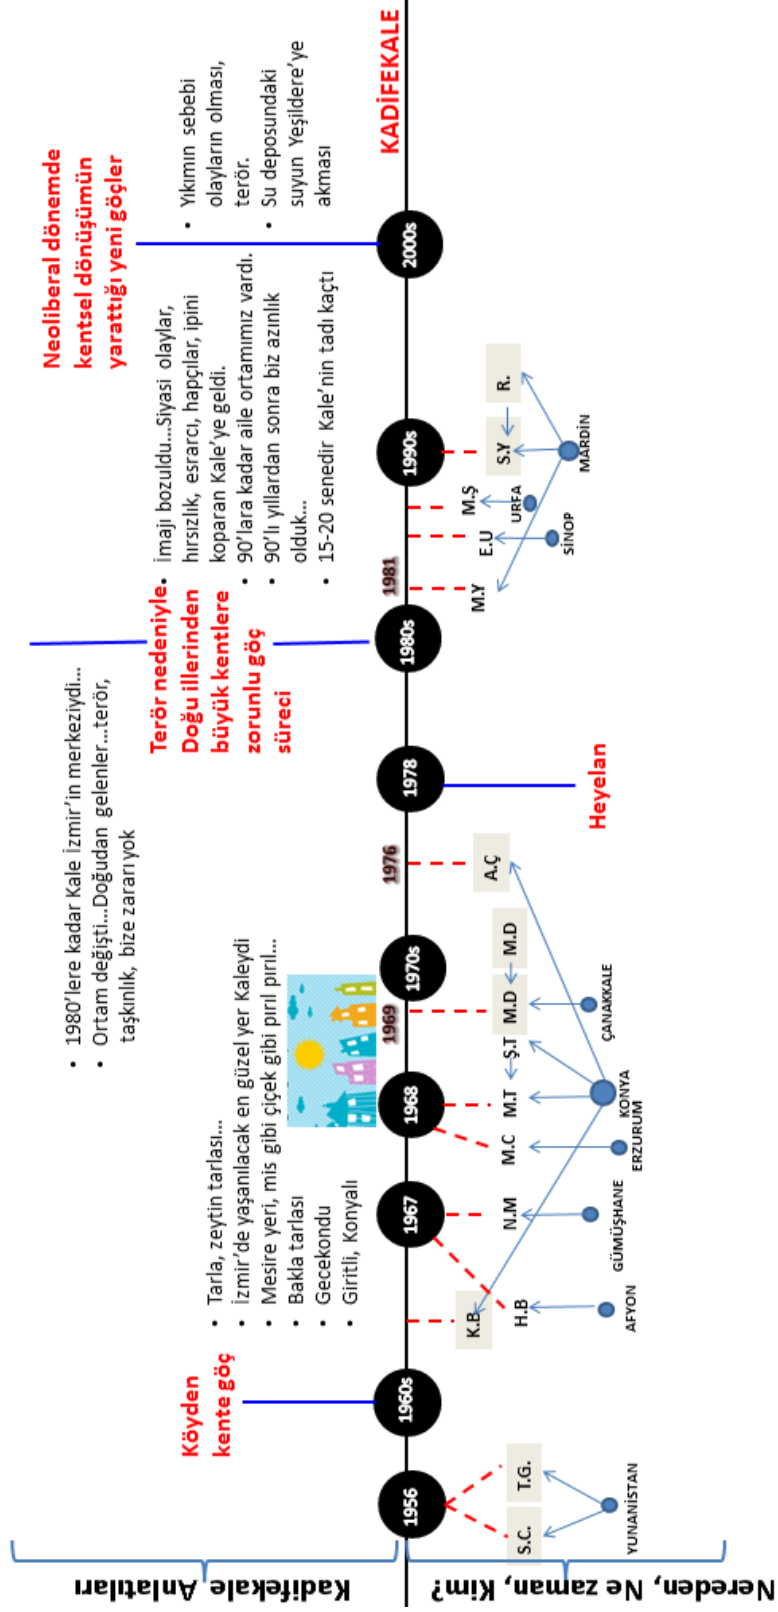 Kadifekale Anlatıları
Nereden, Ne zaman, Kim?
Köyden
kente göç
• Tarla, zeytin tarlası...
• İzmir'de yaşanılacak en güzel yer Kaleydi
• Mesire yeri, mis gibi çiçek gibi pırıl pırıl...
• Bakla tarlası
• Gecekondu
• Giritli, Konyalı
• 1980'lere kadar Kale İzmir'in merkeziydi...
• Ortam değişti...Doğudan gelenler...terör,
taşkınlık, bize zararı yok
Terör nedeniyle
Doğu illerinden
büyük kentlere
zorunlu göç
süreci
• İmajı bozuldu...Siyasi olaylar,
hırsızlık, esrarcı, hapçılar, ipini
koparan Kale'ye geldi.
• 90'lara kadar aile ortamımız vardı.
• 90'lı yıllardan sonra biz azınlık
olduk...
• 15-20 senedir Kale'nin tadı kaçtı
Neoliberal dönemde
kentsel dönüşümün
yarattığı yeni göçler
• Yıkımın sebebi
olayların olması,
terör.
• Su deposundaki
suyun Yeşildere'ye
akması
KADİFEKALE
1956
1960s
1967
1968
1969
1970s
1976
1978
1980s
1981
1990s
2000s
Heyelan
S.C.
T.G.
K.B
H.B
N.M
M.C
M.T
Ş.T
M.D
M.D
A.Ç
M.Y
E.U
M.Ş
S.Y
R.
YUNANİSTAN
AFYON
GÜMÜŞHANE
ERZURUM
KONYA
ÇANAKKALE
SİNOP
URFA
MARDİN